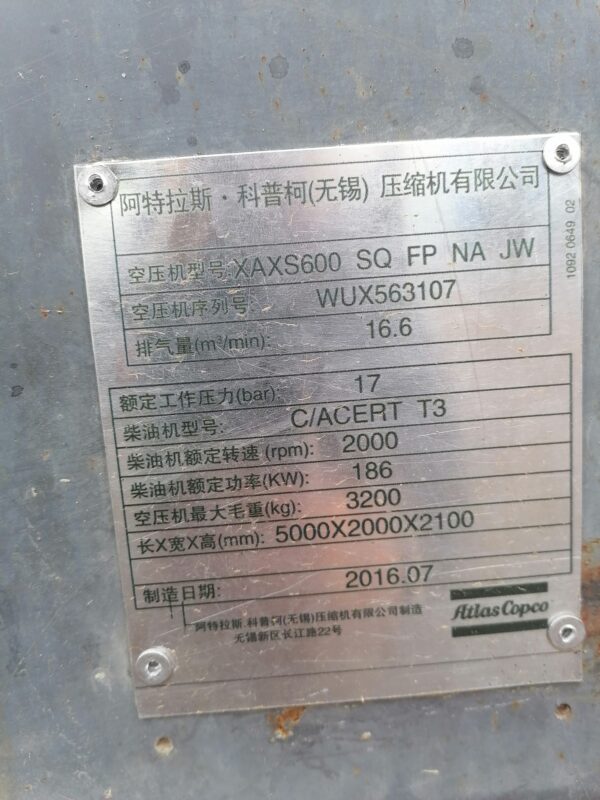 阿特拉斯·科普柯(无锡) 压缩机有限公司
空压机型号: XAXS600 SQ FP NA JW
空压机序列号 WUX563107
排气量(m³/min): 16.6
额定工作压力(bar): 17
柴油机型号: C/ACERT T3
柴油机额定转速 (rpm): 2000
柴油机额定功率(KW): 186
空压机最大毛重(kg): 3200
长X宽X高(mm): 5000X2000X2100
制造日期: 2016.07
阿特拉斯.科普柯(无锡)压缩机有限公司制造
无锡新区长江路22号
Atlas Copco
1092 0649 02